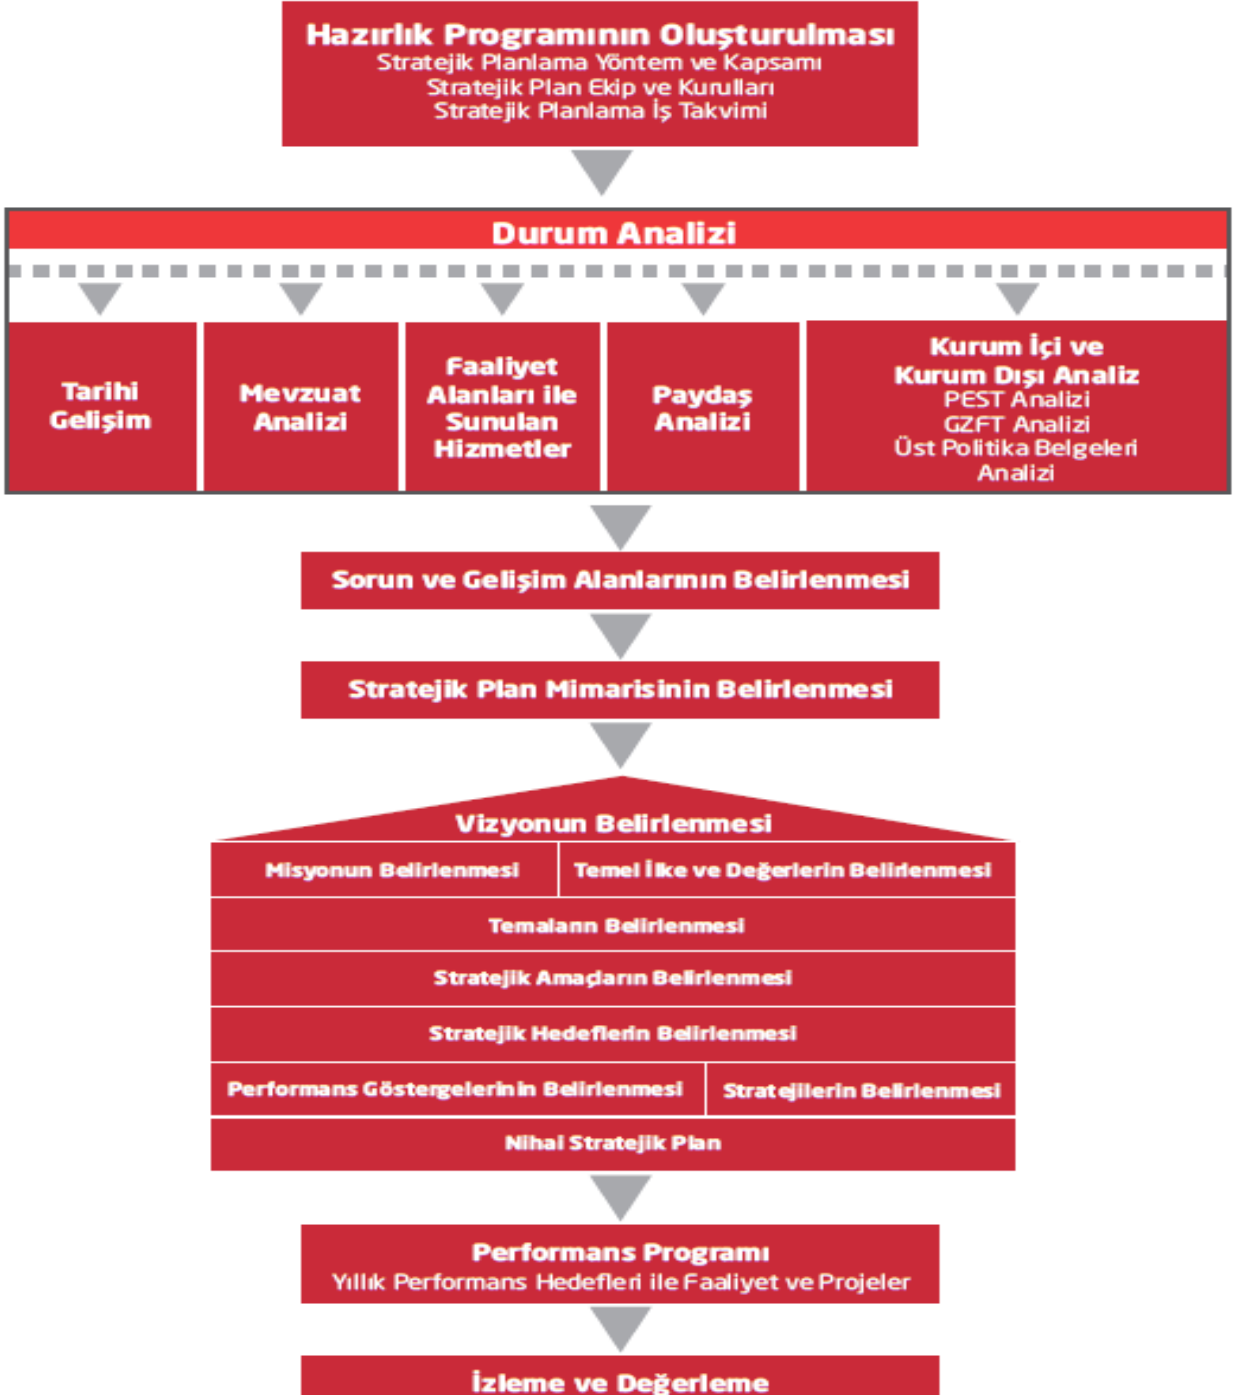 Hazırlık Programının Oluşturulması
Stratejik Planlama Yöntem ve Kapsamı
Stratejik Plan Ekip ve Kurulları
Stratejik Planlama İş Takvimi
Durum Analizi
Tarihi
Gelişim
Mevzuat
Analizi
Faaliyet
Alanları ile
Sunulan
Hizmetler
Paydaş
Analizi
Kurum İçi ve
Kurum Dışı Analiz
PEST Analizi
GZFT Analizi
Üst Politika Belgeleri
Analizi
Sorun ve Gelişim Alanlarının Belirlenmesi
Stratejik Plan Mimarisinin Belirlenmesi
Vizyonun Belirlenmesi
Misyonun Belirlenmesi
Temel İlke ve Değerlerin Belirlenmesi
Temaların Belirlenmesi
Stratejik Amaçların Belirlenmesi
Stratejik Hedeflerin Belirlenmesi
Performans Göstergelerinin Belirlenmesi
Stratejilerin Belirlenmesi
Nihai Stratejik Plan
Performans Programı
Yıllık Performans Hedefleri ile Faaliyet ve Projeler
İzleme ve Değerleme